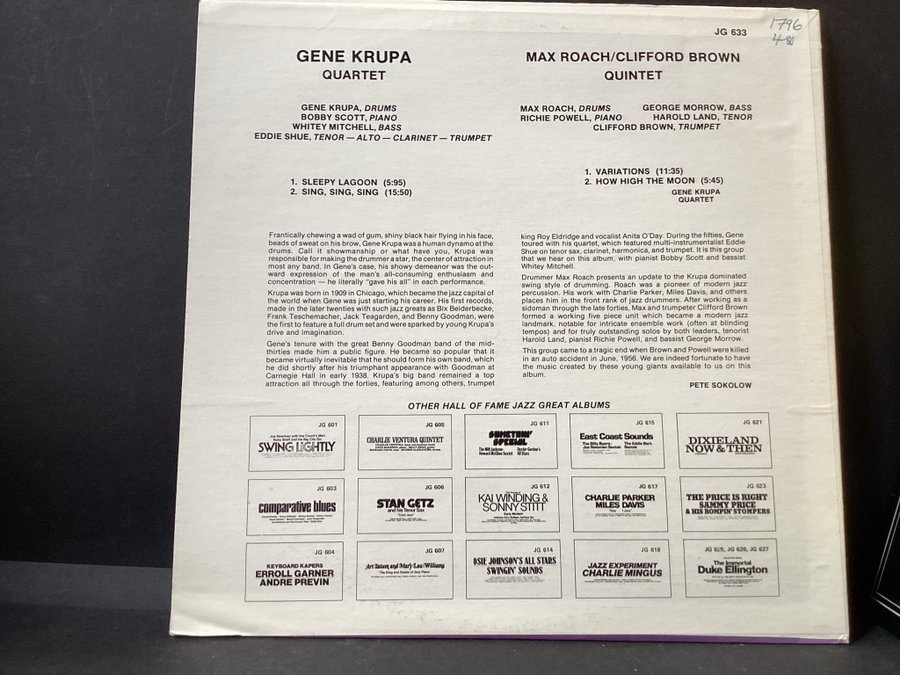 1796
JG 633
GENE KRUPA
QUARTET
GENE KRUPA, DRUMS
BOBBY SCOTT, PIANO
WHITEY MITCHELL, BASS
EDDIE SHUE, TENOR — ALTO — CLARINET — TRUMPET
1. SLEEPY LAGOON (5:95)
2. SING, SING, SING (15:50)
MAX ROACH/CLIFFORD BROWN
QUINTET
MAX ROACH, DRUMS GEORGE MORROW, BASS
RICHIE POWELL, PIANO HAROLD LAND, TENOR
CLIFFORD BROWN, TRUMPET
1. VARIATIONS (11:35)
2. HOW HIGH THE MOON (5:45)
GENE KRUPA
QUARTET
Frantically chewing a wad of gum, shiny black hair flying in his face,
beads of sweat on his brow, Gene Krupa was a human dynamo at the
drums. Call it showmanship or what have you, Krupa was
responsible for making the drummer a star, the center of attraction in
most any band. In Gene's case, his showy demeanor was the out-
ward expression of the man's all-consuming enthusiasm and
concentration — he literally "gave his all" in each performance.
Krupa was born in 1909 in Chicago, which became the jazz capital of
the world when Gene was just starting his career. His first records,
made in the later twenties with such jazz greats as Bix Beiderbecke,
Frank Teschemacher, Jack Teagarden, and Benny Goodman, were
the first to feature a full drum set and were sparked by young Krupa's
drive and imagination.
Gene's tenure with the great Benny Goodman band of the mid-
thirties made him a public figure. He became so popular that it
became virtually inevitable that he should form his own band, which
he did shortly after his triumphant appearance with Goodman at
Carnegie Hall in early 1938. Krupa's big band remained a top
attraction all through the forties, featuring among others, trumpet
king Roy Eldridge and vocalist Anita O'Day. During the fifties, Gene
toured with his quartet, which featured multi-instrumentalist Eddie
Shue on tenor sax, clarinet, harmonica, and trumpet. It is this group
that we hear on this album, with pianist Bobby Scott and bassist
Whitey Mitchell.
Drummer Max Roach presents an update to the Krupa dominated
swing style of drumming. Roach was a pioneer of modern jazz
percussion. His work with Charlie Parker, Miles Davis, and others
places him in the front rank of jazz drummers. After working as a
sideman through the late forties, Max and trumpeter Clifford Brown
formed a working five piece unit which became a modern jazz
landmark, notable for intricate ensemble work (often at blinding
tempos) and for truly outstanding solos by both leaders, tenorist
Harold Land, pianist Richie Powell, and bassist George Morrow.
This group came to a tragic end when Brown and Powell were killed
in an auto accident in June, 1956. We are indeed fortunate to have
the music created by these young giants available to us on this
album.
PETE SOKOLOW
OTHER HALL OF FAME JAZZ GREAT ALBUMS
JG 601
SWING LIGHTLY
JG 605
CHARLIE VENTURA QUINTET
JG 611
SOMETHIN'
SPECIAL
JG 615
East Coast Sounds
JG 621
DIXIELAND
NOW & THEN
JG 603
comparative blues
JG 606
STAN GETZ
and his Tenor Sax
JG 612
KAI WINDING &
SONNY STITT
JG 617
CHARLIE PARKER
MILES DAVIS
JG 623
THE PRICE IS RIGHT
SAMMY PRICE
& HIS ROMPIN' STOMPERS
JG 604
KEYBOARD KAPERS
ERROLL GARNER
ANDRE PREVIN
JG 607
Art Tatum and Mary Lou Williams
JG 614
OSIE JOHNSON'S ALL STARS
SWINGIN' SOUNDS
JG 618
JAZZ EXPERIMENT
CHARLIE MINGUS
JG 625, JG 626, JG 627
The Immortal
Duke Ellington